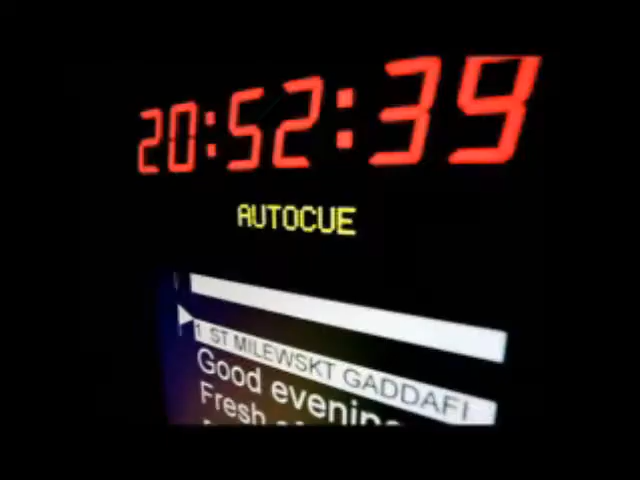 20:52:39
AUTOCUE
1 ST MILEWSKT GADDAFI
Good evening
Fresh